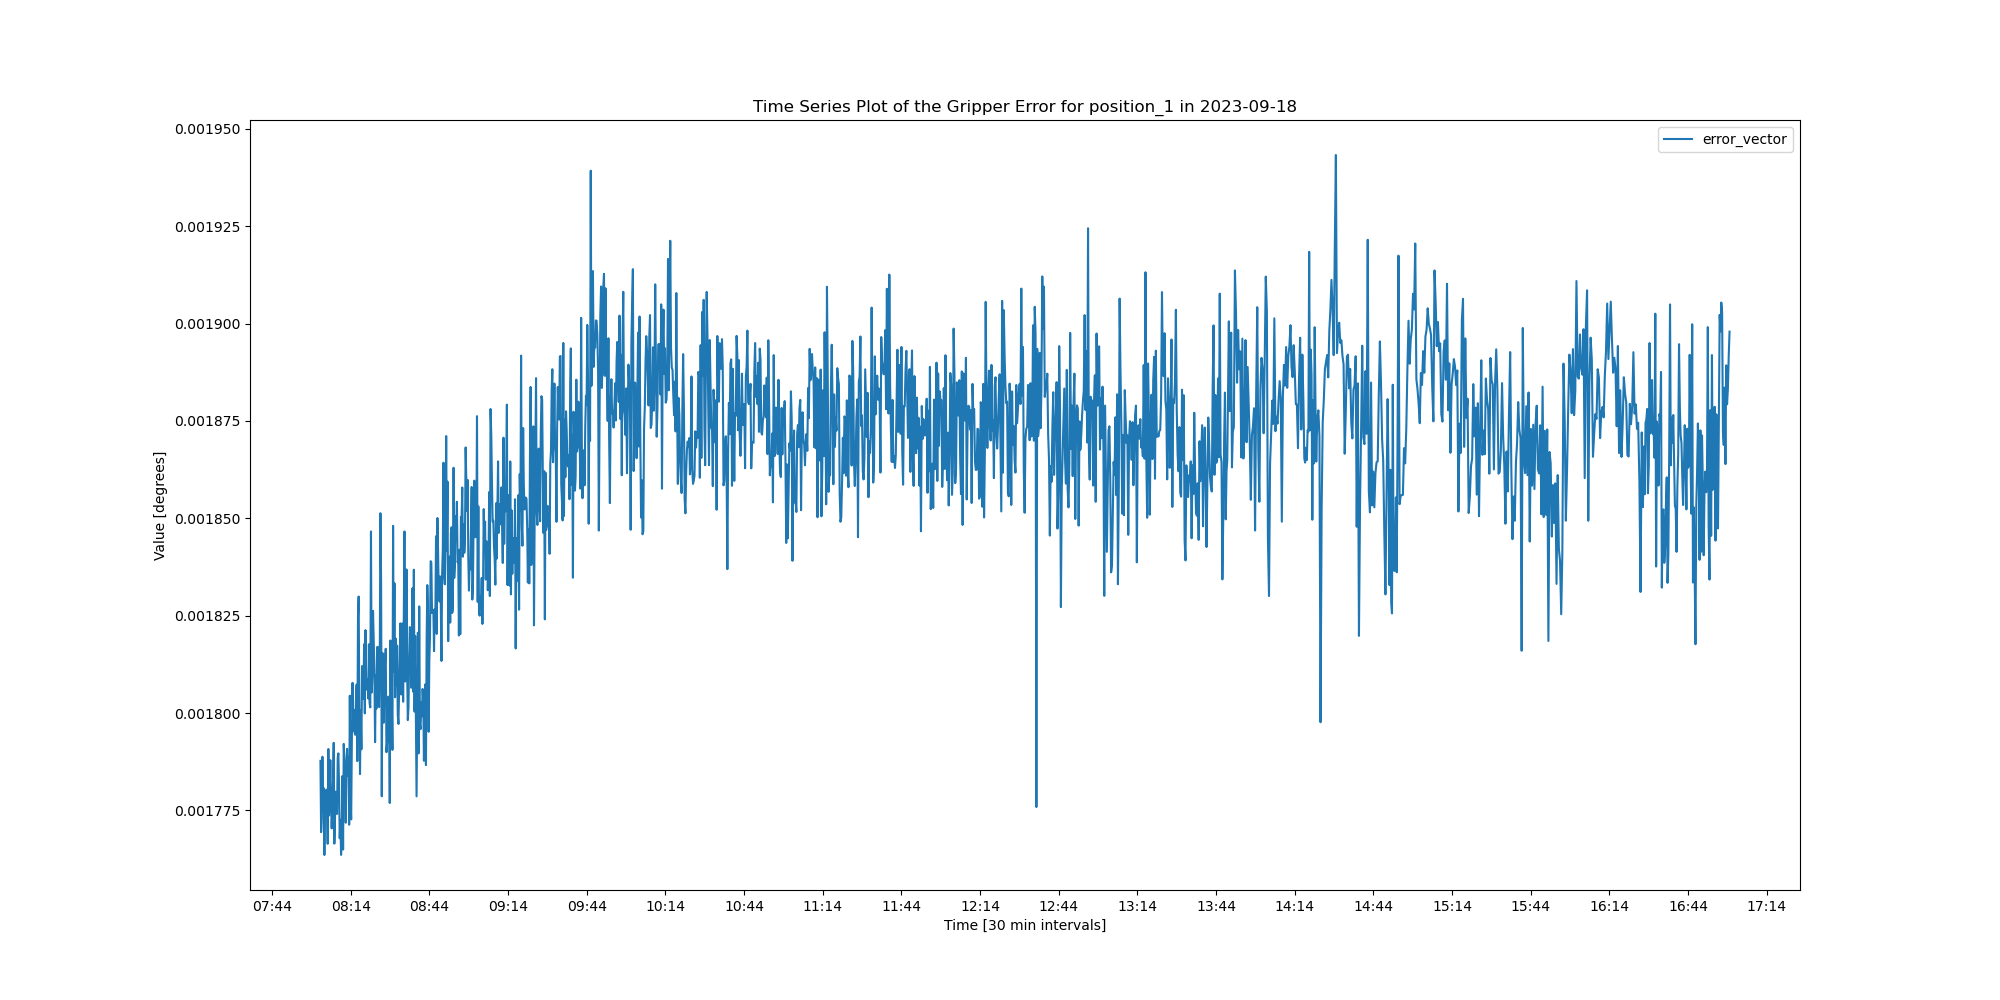 Time Series Plot of the Gripper Error for position_1 in 2023-09-18
error_vector
Value [degrees]
0.001950
0.001925
0.001900
0.001875
0.001850
0.001825
0.001800
0.001775
07:44 08:14 08:44 09:14 09:44 10:14 10:44 11:14 11:44 12:14 12:44 13:14 13:44 14:14 14:44 15:14 15:44 16:14 16:44 17:14
Time [30 min intervals]